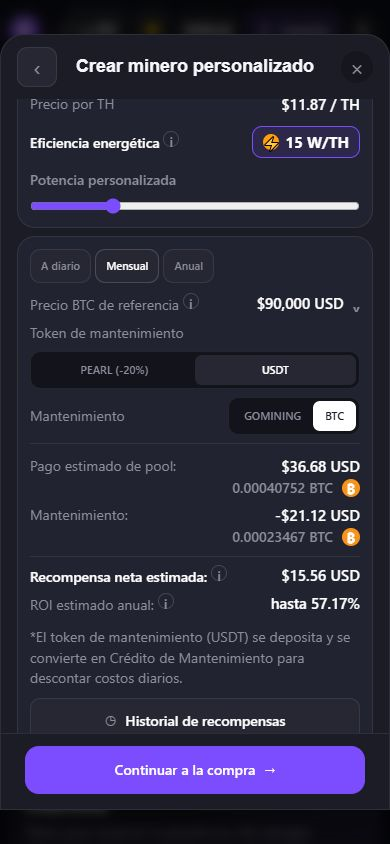 Crear minero personalizado
Precio por TH
$11.87 / TH
Eficiencia energética
15 W/TH
Potencia personalizada
A diario
Mensual
Anual
Precio BTC de referencia
$90,000 USD
Token de mantenimiento
PEARL (-20%)
USDT
Mantenimiento
GOMINING
BTC
Pago estimado de pool:
$36.68 USD
0.00040752 BTC
Mantenimiento:
-$21.12 USD
0.00023467 BTC
Recompensa neta estimada:
$15.56 USD
ROI estimado anual:
hasta 57.17%
*El token de mantenimiento (USDT) se deposita y se
convierte en Crédito de Mantenimiento para
descontar costos diarios.
Historial de recompensas
Continuar a la compra →